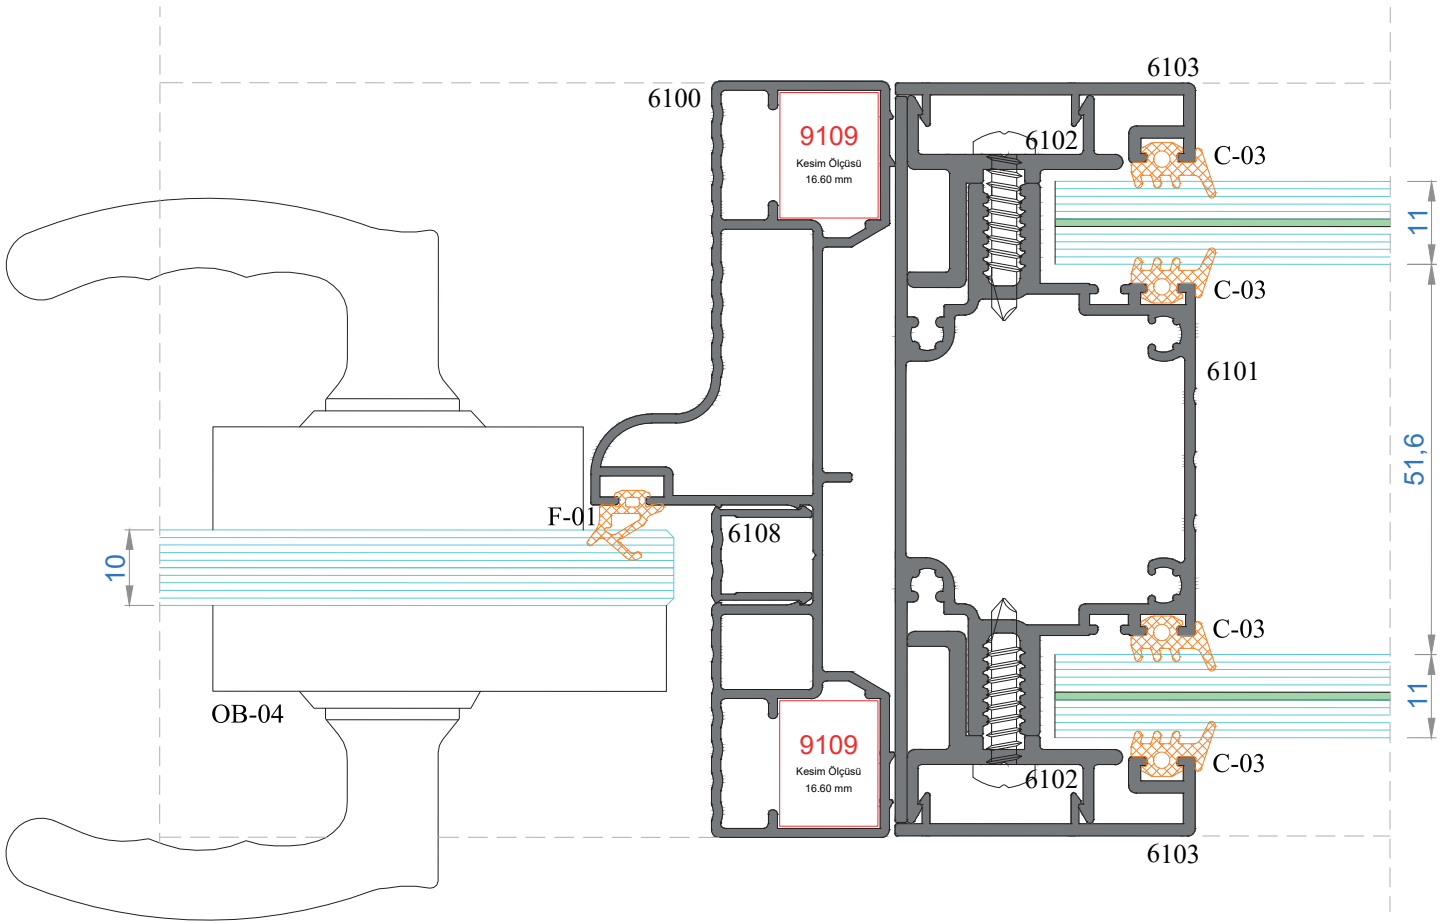 6103
6100
9109
Kesim Ölçüsü
16.60 mm
6102
C-03
11
C-03
6101
51,6
F-01
6108
10
C-03
OB-04
11
9109
Kesim Ölçüsü
16.60 mm
6102
C-03
6103